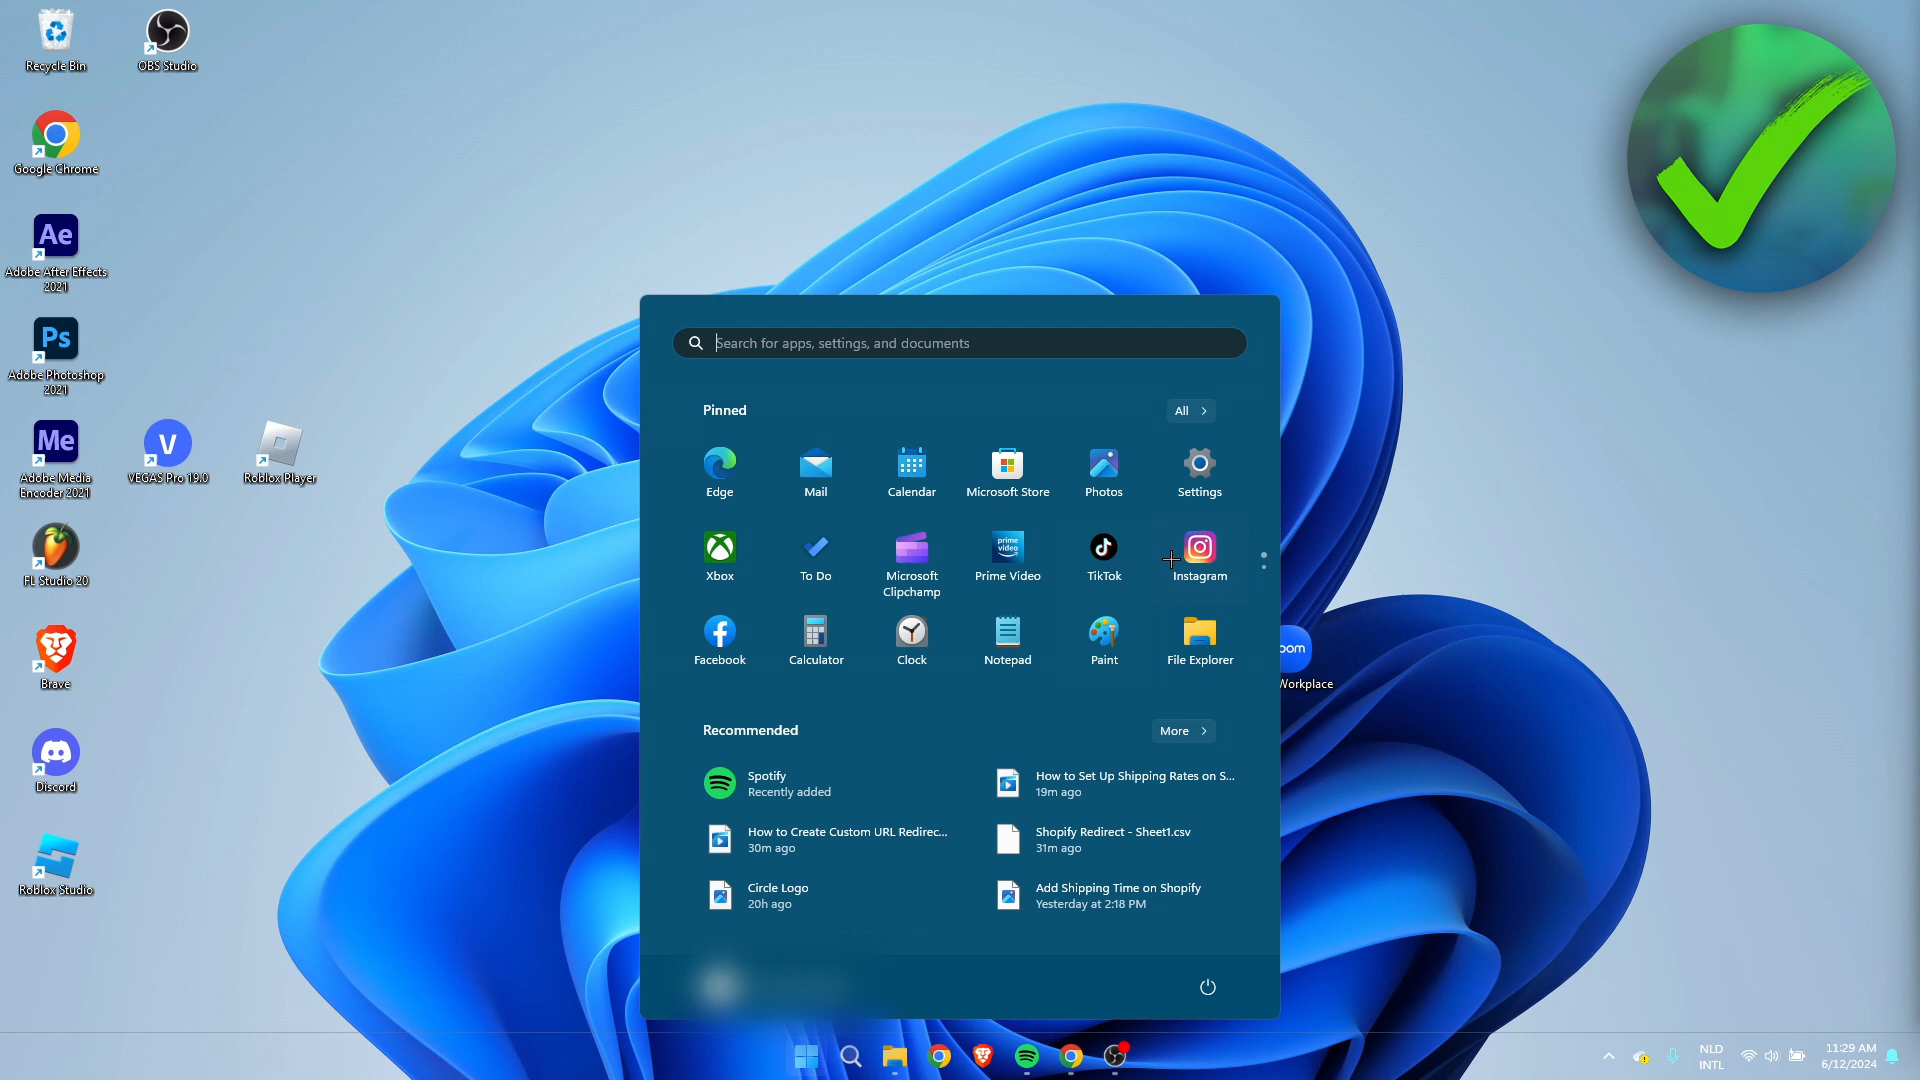 Recycle Bin
OBS Studio
Google Chrome
Ae
Adobe After Effects
2021
Ps
Adobe Photoshop
2021
Me
Adobe Media
Encoder 2021
V
VEGAS Pro 19.0
Roblox Player
FL Studio 20
Brave
Discord
Roblox Studio
Search for apps, settings, and documents
Pinned
All
Edge
Mail
Calendar
Microsoft Store
Photos
Settings
prime
video
Xbox
To Do
Microsoft
Clipchamp
Prime Video
TikTok
Instagram
Facebook
Calculator
Clock
Notepad
Paint
File Explorer
oom
Workplace
Recommended
More
Spotify
Recently added
How to Set Up Shipping Rates on S...
19m ago
How to Create Custom URL Redirec...
30m ago
Shopify Redirect - Sheet1.csv
31m ago
Circle Logo
20h ago
Add Shipping Time on Shopify
Yesterday at 2:18 PM
NLD
INTL
11:29 AM
6/12/2024